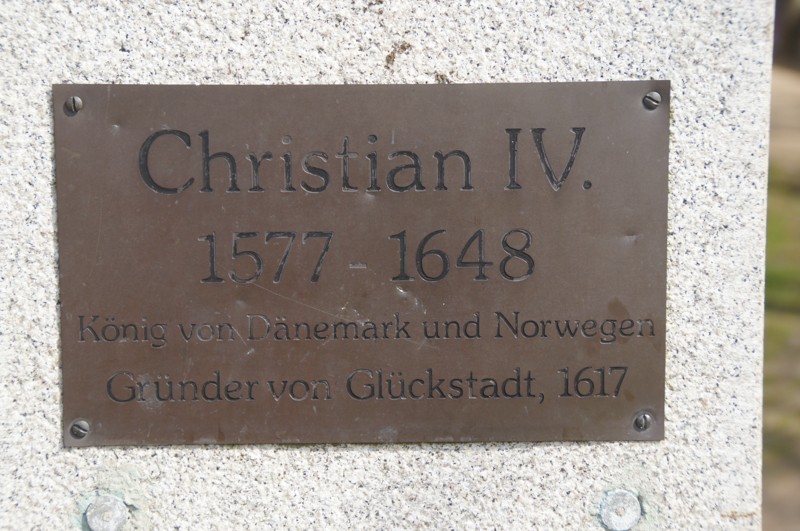 Christian IV.
1577 - 1648
König von Dänemark und Norwegen
Gründer von Glückstadt, 1617